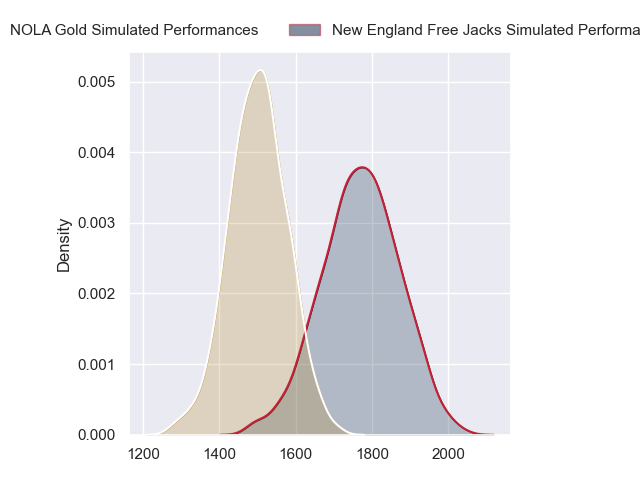 NOLA Gold Simulated Performances New England Free Jacks Simulated Performa
Density
0.005
0.004
0.003
0.002
0.001
0.000
1200 1400 1600 1800 2000